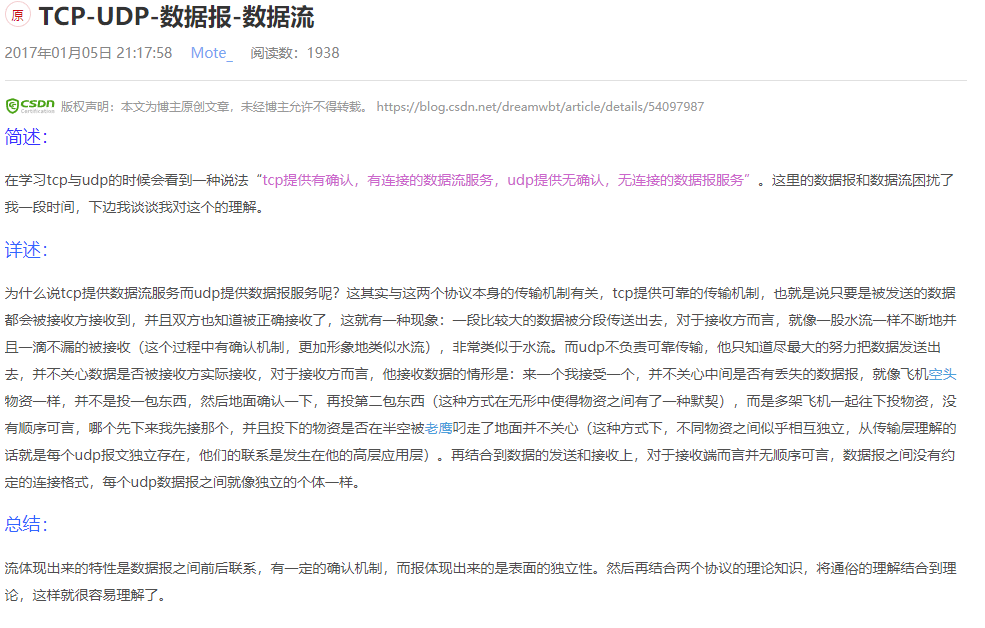 原 TCP-UDP-数据报-数据流
2017年01月05日 21:17:58 Mote_ 阅读数：1938
CSDN Certification 版权声明：本文为博主原创文章，未经博主允许不得转载。 https://blog.csdn.net/dreamwbt/article/details/54097987
简述：
在学习tcp与udp的时候会看到一种说法“tcp提供有确认，有连接的数据流服务，udp提供无确认，无连接的数据报服务”。这里的数据报和数据流困扰了
我一段时间，下边我谈谈我对这个的理解。
详述：
为什么说tcp提供数据流服务而udp提供数据报服务呢？这其实与这两个协议本身的传输机制有关，tcp提供可靠的传输机制，也就是说只要是被发送的数据
都会被接收方接收到，并且双方也知道被正确接收了，这就有一种现象：一段比较大的数据被分段传送出去，对于接收方而言，就像一股水流一样不断地并
且一滴不漏的被接收（这个过程中有确认机制，更加形象地类似水流），非常类似于水流。而udp不负责可靠传输，他只知道尽最大的努力把数据发送出
去，并不关心数据是否被接收方实际接收，对于接收方而言，他接收数据的情形是：来一个我接受一个，并不关心中间是否有丢失的数据报，就像飞机空头
物资一样，并不是投一包东西，然后地面确认一下，再投第二包东西（这种方式在无形中使得物资之间有了一种默契），而是多架飞机一起往下投物资，没
有顺序可言，哪个先下来我先接那个，并且投下的物资是否在半空被老鹰叼走了地面并不关心（这种方式下，不同物资之间似乎相互独立，从传输层理解的
话就是每个udp报文独立存在，他们的联系是发生在他的高层应用层）。再结合到数据的发送和接收上，对于接收端而言并无顺序可言，数据报之间没有约
定的连接格式，每个udp数据报之间就像独立的个体一样。
总结：
流体现出来的特性是数据报之间前后联系，有一定的确认机制，而报体现出来的是表面的独立性。然后再结合两个协议的理论知识，将通俗的理解结合到理
论，这样就很容易理解了。